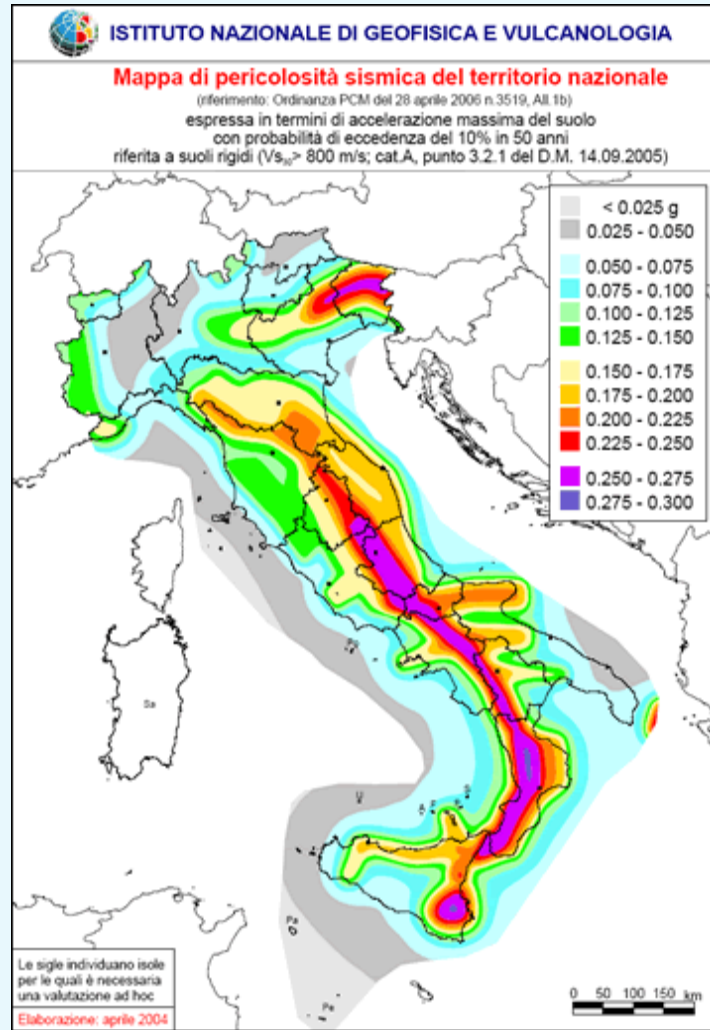 ISTITUTO NAZIONALE DI GEOFISICA E VULCANOLOGIA
Mappa di pericolosità sismica del territorio nazionale
(riferimento: Ordinanza PCM del 28 aprile 2006 n.3519, All.1b)
espressa in termini di accelerazione massima del suolo
con probabilità di eccedenza del 10% in 50 anni
riferita a suoli rigidi (Vs₃₀> 800 m/s; cat.A, punto 3.2.1 del D.M. 14.09.2005)
< 0.025 g
0.025 - 0.050
0.050 - 0.075
0.075 - 0.100
0.100 - 0.125
0.125 - 0.150
0.150 - 0.175
0.175 - 0.200
0.200 - 0.225
0.225 - 0.250
0.250 - 0.275
0.275 - 0.300
Sa
U
A
Pa
Pe
Le sigle individuano isole
per le quali è necessaria
una valutazione ad hoc
Elaborazione: aprile 2004
0 50 100 150 km